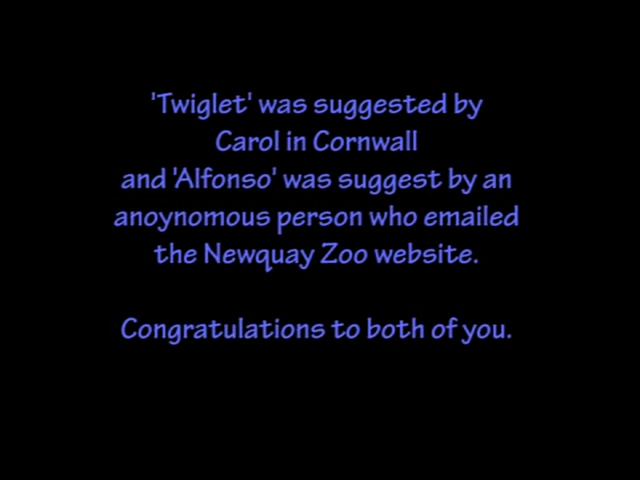 'Twiglet' was suggested by
Carol in Cornwall
and 'Alfonso' was suggest by an
anoynomous person who emailed
the Newquay Zoo website.
Congratulations to both of you.